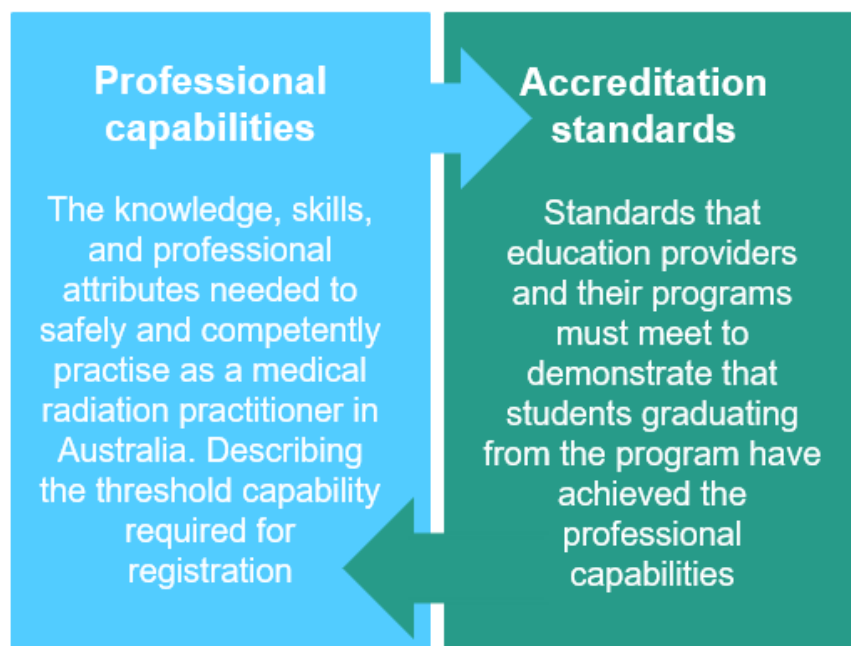 Professional
capabilities
The knowledge, skills,
and professional
attributes needed to
safely and competently
practise as a medical
radiation practitioner in
Australia. Describing
the threshold capability
required for
registration
Accreditation
standards
Standards that
education providers
and their programs
must meet to
demonstrate that
students graduating
from the program have
achieved the
professional
capabilities